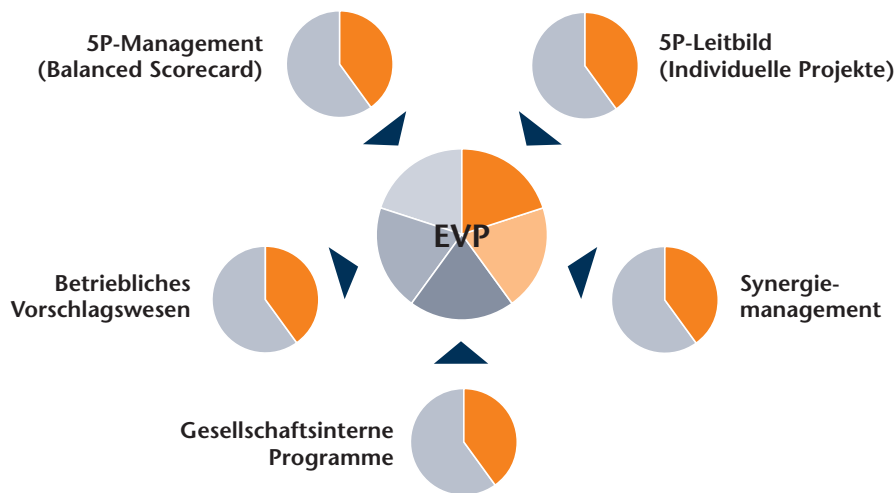 5P-Management
(Balanced Scorecard)
5P-Leitbild
(Individuelle Projekte)
EVP
Betriebliches
Vorschlagswesen
Synergie-
management
Gesellschaftsinterne
Programme